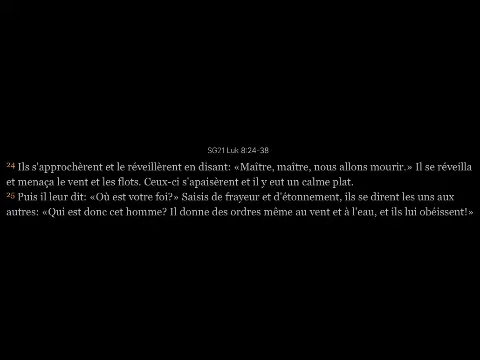 SG21 Luk 8:24-38
24 Ils s'approchèrent et le réveillèrent en disant: «Maître, maître, nous allons mourir.» Il se réveilla
et menaça le vent et les flots. Ceux-ci s'apaisèrent et il y eut un calme plat.
25 Puis il leur dit: «Où est votre foi?» Saisis de frayeur et d'étonnement, ils se dirent les uns aux
autres: «Qui est donc cet homme? Il donne des ordres même au vent et à l'eau, et ils lui obéissent!»